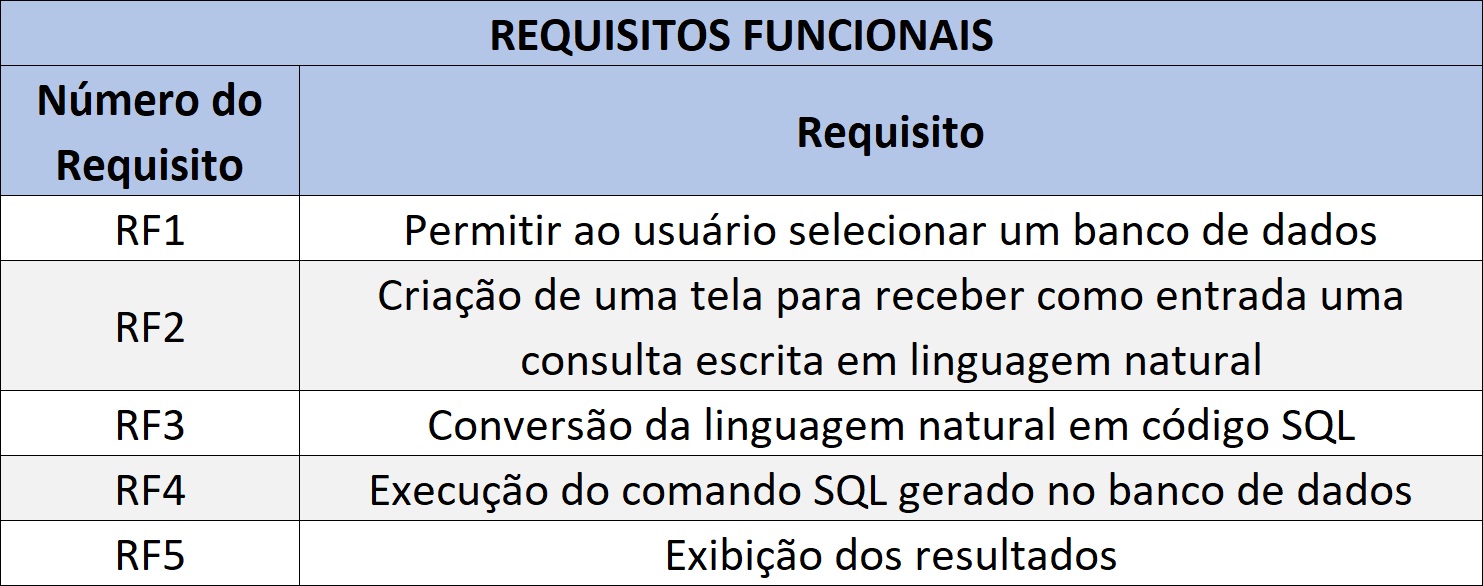 REQUISITOS FUNCIONAIS
Número do
Requisito
Requisito
RF1
Permitir ao usuário selecionar um banco de dados
RF2
Criação de uma tela para receber como entrada uma
consulta escrita em linguagem natural
RF3
Conversão da linguagem natural em código SQL
RF4
Execução do comando SQL gerado no banco de dados
RF5
Exibição dos resultados